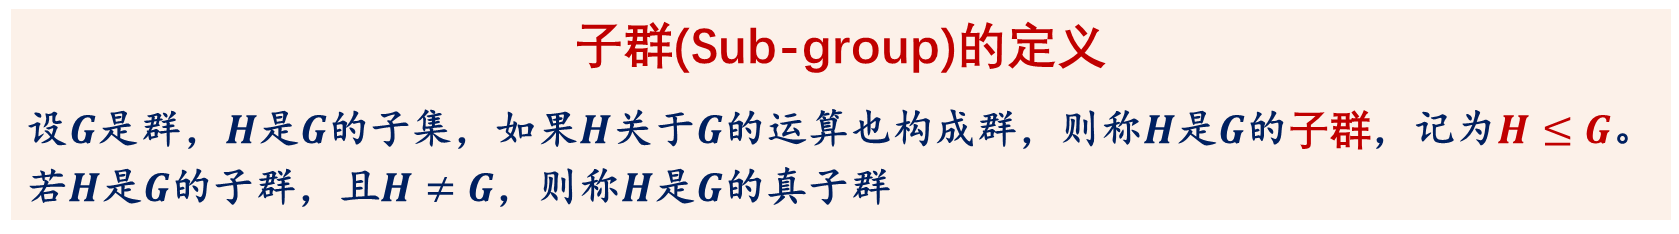 子群(Sub-group)的定义
设G是群，H是G的子集，如果H关于G的运算也构成群，则称H是G的子群，记为H ≤ G。
若H是G的子群，且H ≠ G，则称H是G的真子群